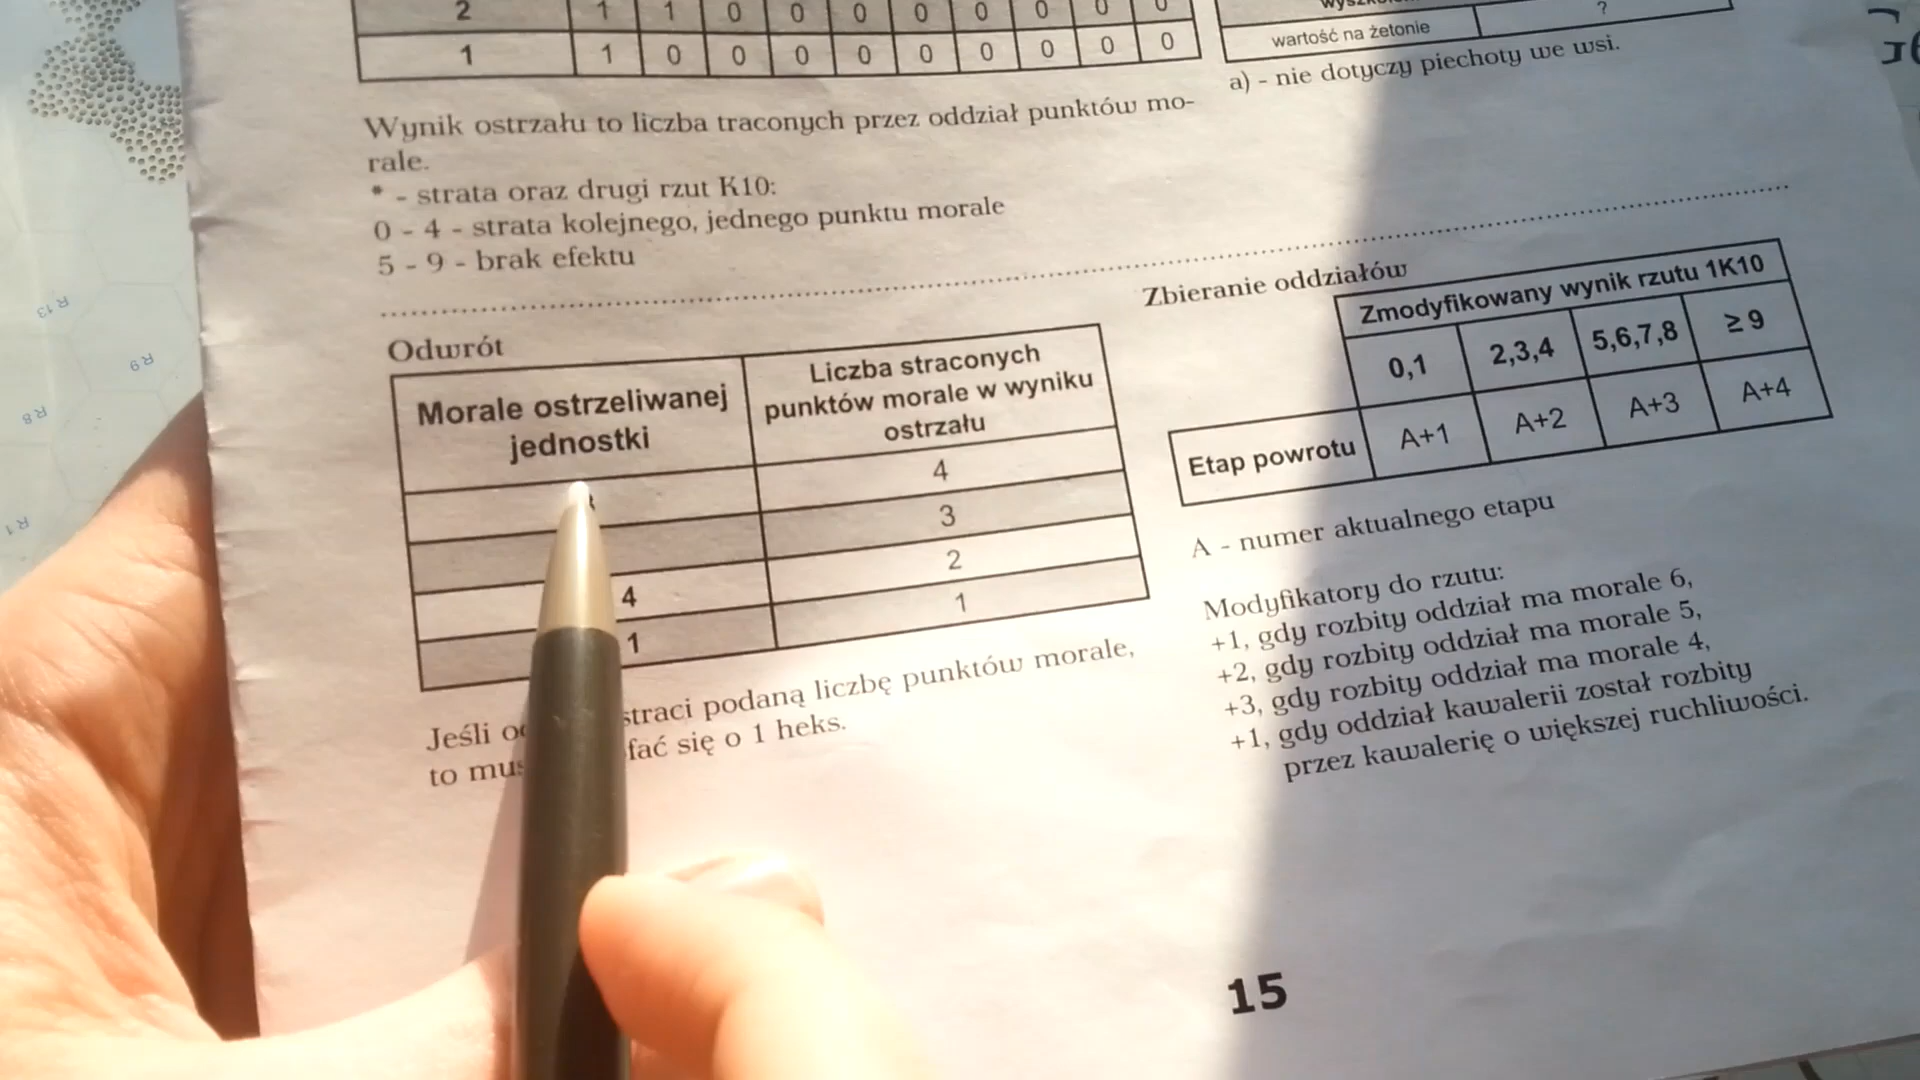 2 1 1 0 0 0 0 0 0 0 0
1 1 0 0 0 0 0 0 0 0 0
wartość na żetonie ?
a) - nie dotyczy piechoty we wsi.
Wynik ostrzału to liczba traconych przez oddział punktów mo-
rale.
* - strata oraz drugi rzut K10:
0 - 4 - strata kolejnego, jednego punktu morale
5 - 9 - brak efektu
Odwrót
Morale ostrzeliwanej
jednostki
Liczba straconych
punktów morale w wyniku
ostrzału
4
3
4 2
1 1
Jeśli straci podaną liczbę punktów morale,
to się o 1 heks.
Zbieranie oddziałów
Zmodyfikowany wynik rzutu 1K10
0,1 2,3,4 5,6,7,8 ≥ 9
Etap powrotu A+1 A+2 A+3 A+4
A - numer aktualnego etapu
Modyfikatory do rzutu:
+1, gdy rozbity oddział ma morale 6,
+2, gdy rozbity oddział ma morale 5,
+3, gdy rozbity oddział ma morale 4,
+1, gdy oddział kawalerii został rozbity
przez kawalerię o większej ruchliwości.
15
R 13
R 9
R 8
R 1